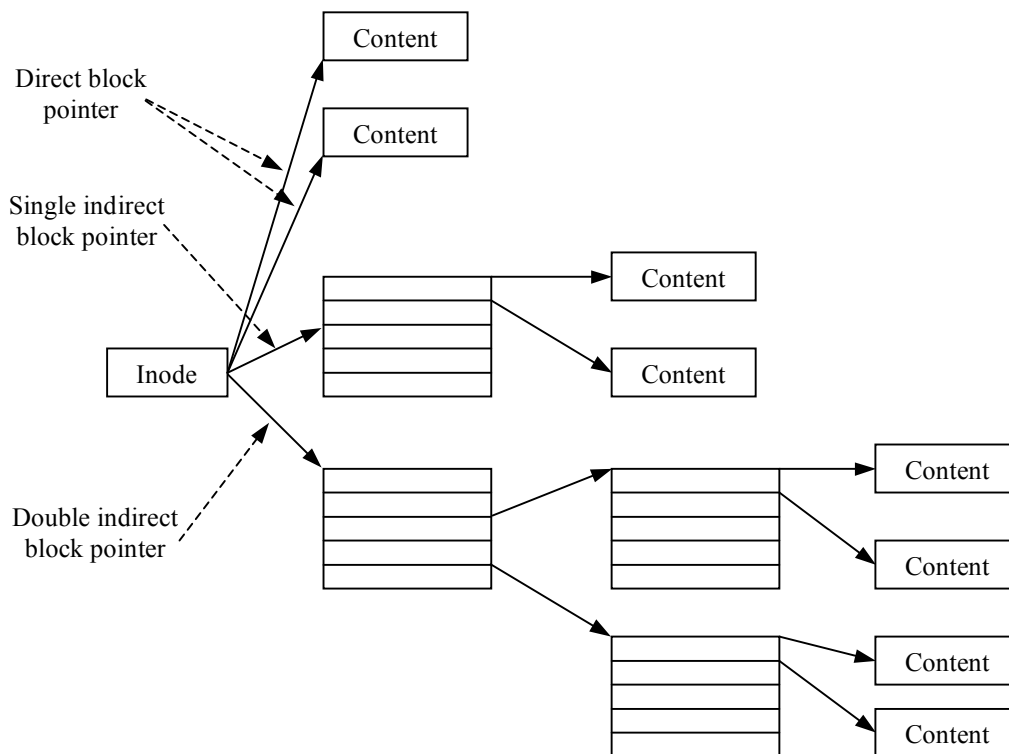 Content
Direct block
pointer
Content
Single indirect
block pointer
Content
Inode
Content
Content
Double indirect
block pointer
Content
Content
Content